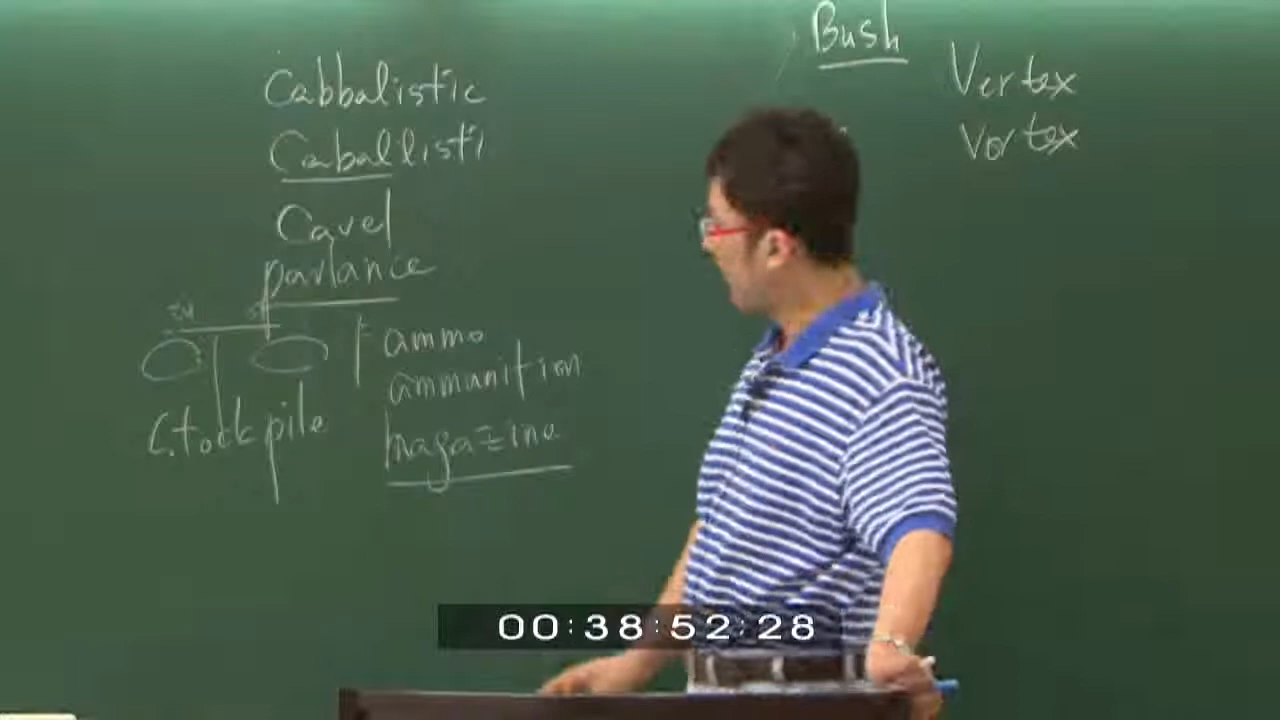 Cabbalistic
Caballisti
Cavel
parlance
ammo
ammunition
magazine
Stockpile
Bush
Vertex
Vortex
00:38:52:28